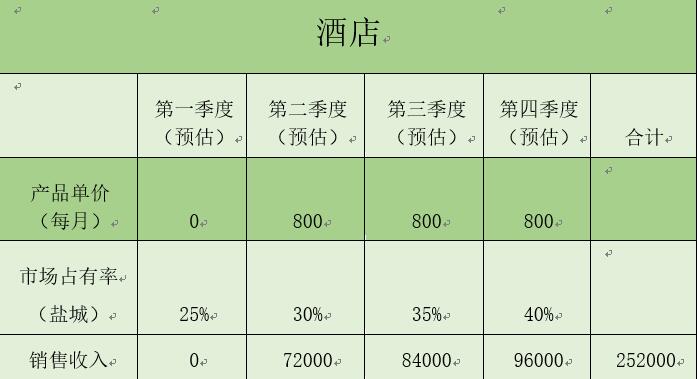 酒店
第一季度 第二季度 第三季度 第四季度
（预估） （预估） （预估） （预估） 合计
产品单价
（每月） 0 800 800 800
市场占有率
（盐城） 25% 30% 35% 40%
销售收入 0 72000 84000 96000 252000